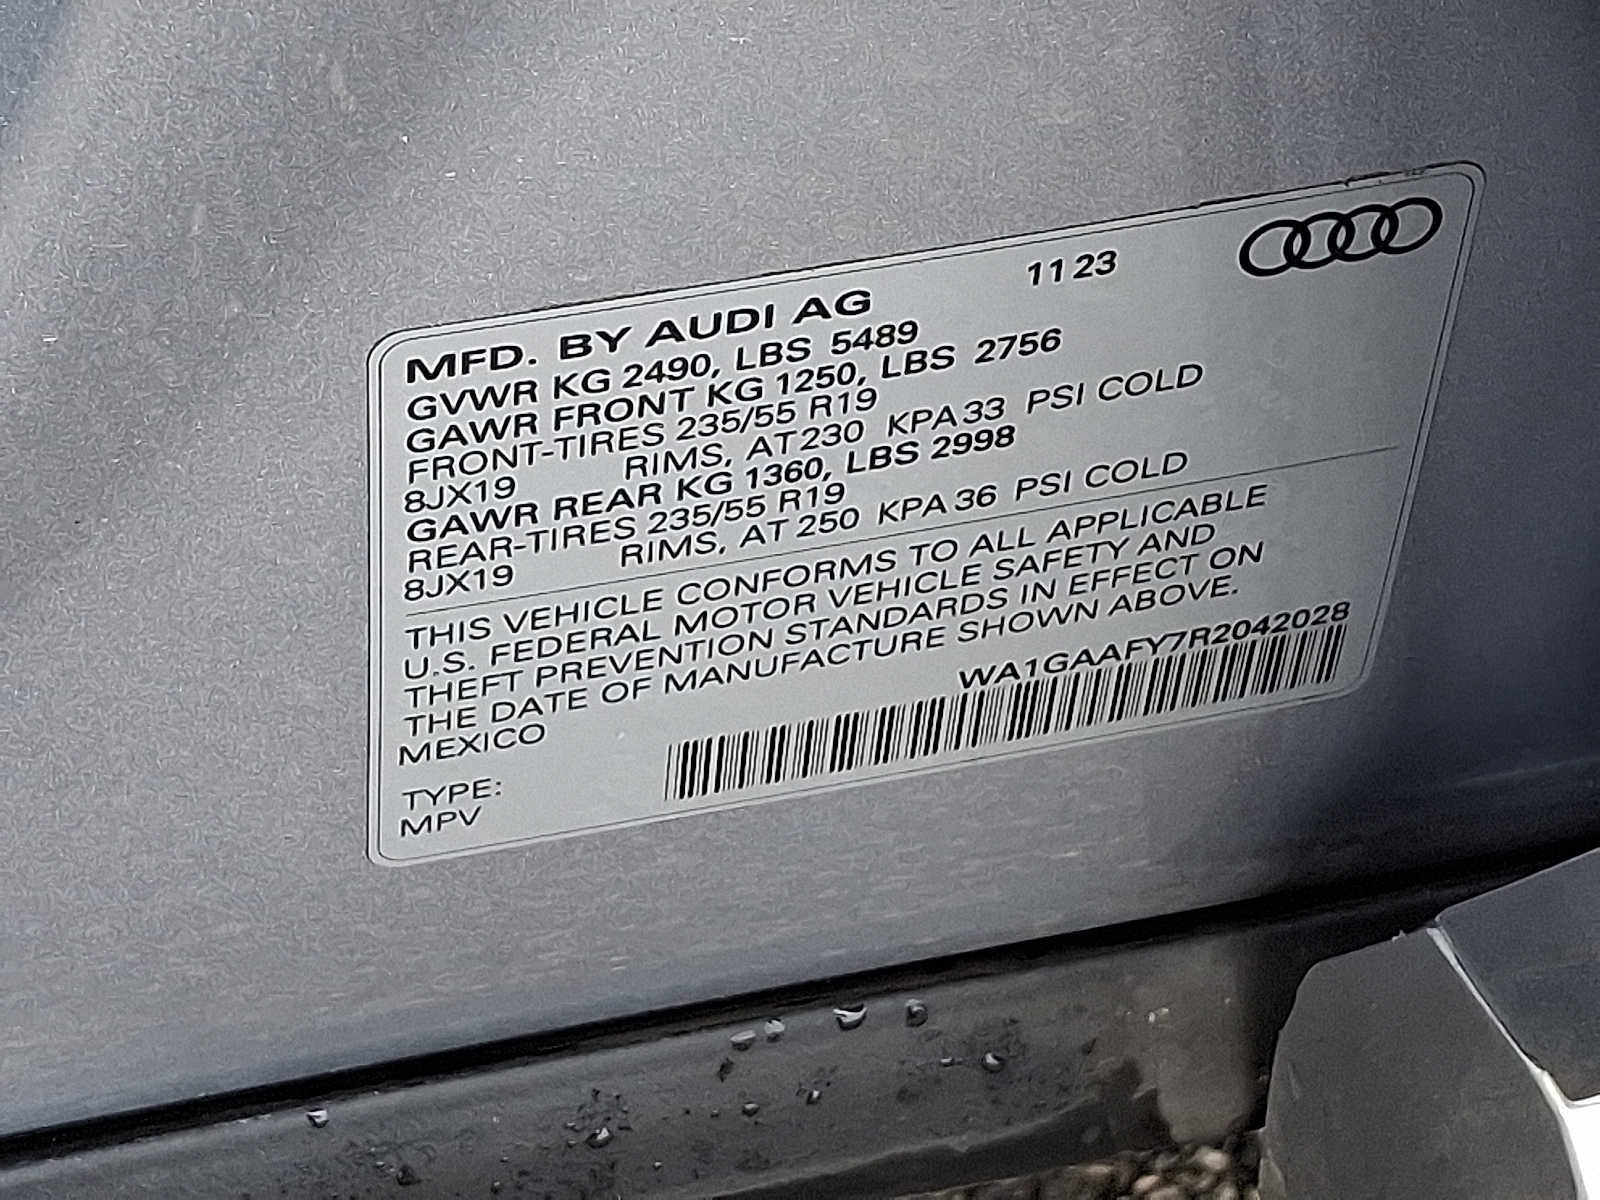 11 23
MFD. BY AUDI AG
GVWR KG 2490, LBS 5489
GAWR FRONT KG 1250, LBS 2756
FRONT-TIRES 235/55 R19
8JX19 RIMS, AT 230 KPA 33 PSI COLD
GAWR REAR KG 1360, LBS 2998
REAR-TIRES 235/55 R19
8JX19 RIMS, AT 250 KPA 36 PSI COLD
THIS VEHICLE CONFORMS TO ALL APPLICABLE
U.S. FEDERAL MOTOR VEHICLE SAFETY AND
THEFT PREVENTION STANDARDS IN EFFECT ON
THE DATE OF MANUFACTURE SHOWN ABOVE.
MEXICO
WA1GAAFY7R2042028
TYPE:
MPV